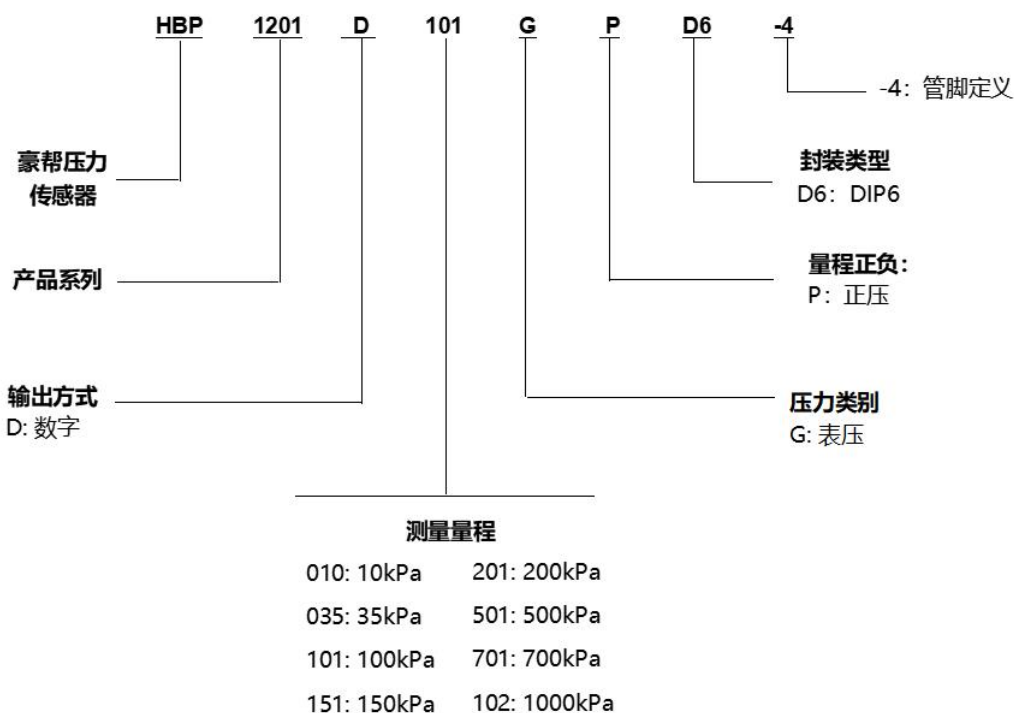 HBP 1201 D 101 G P D6 -4
-4：管脚定义
豪帮压力
传感器
封装类型
D6：DIP6
产品系列
量程正负：
P：正压
输出方式
D: 数字
压力类别
G: 表压
测量量程
010: 10kPa 201: 200kPa
035: 35kPa 501: 500kPa
101: 100kPa 701: 700kPa
151: 150kPa 102: 1000kPa